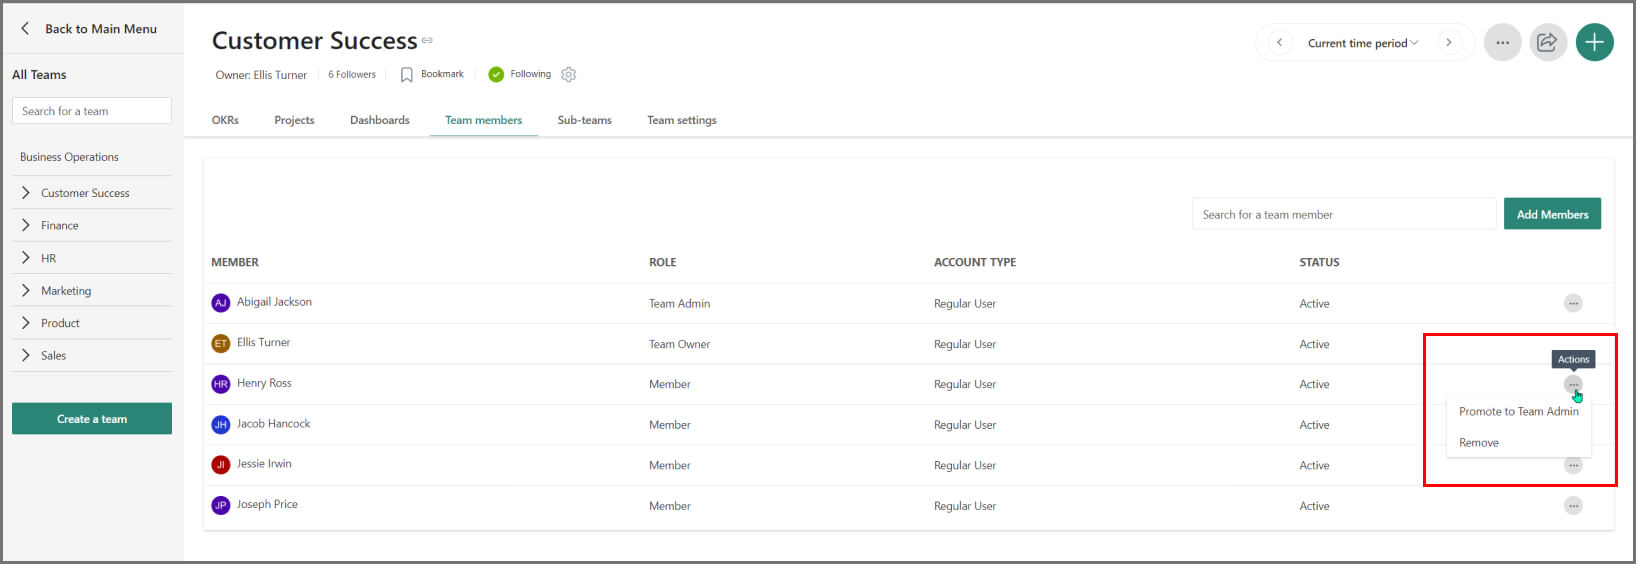 Back to Main Menu
All Teams
Search for a team
Business Operations
Customer Success
Finance
HR
Marketing
Product
Sales
Create a team
Customer Success
Owner: Ellis Turner 6 Followers Bookmark Following
Current time period
OKRs Projects Dashboards Team members Sub-teams Team settings
Search for a team member Add Members
MEMBER ROLE ACCOUNT TYPE STATUS
AJ Abigail Jackson Team Admin Regular User Active
ET Ellis Turner Team Owner Regular User Active
Actions
HR Henry Ross Member Regular User Active
Promote to Team Admin
JH Jacob Hancock Member Regular User Active
Remove
JI Jessie Irwin Member Regular User Active
JP Joseph Price Member Regular User Active